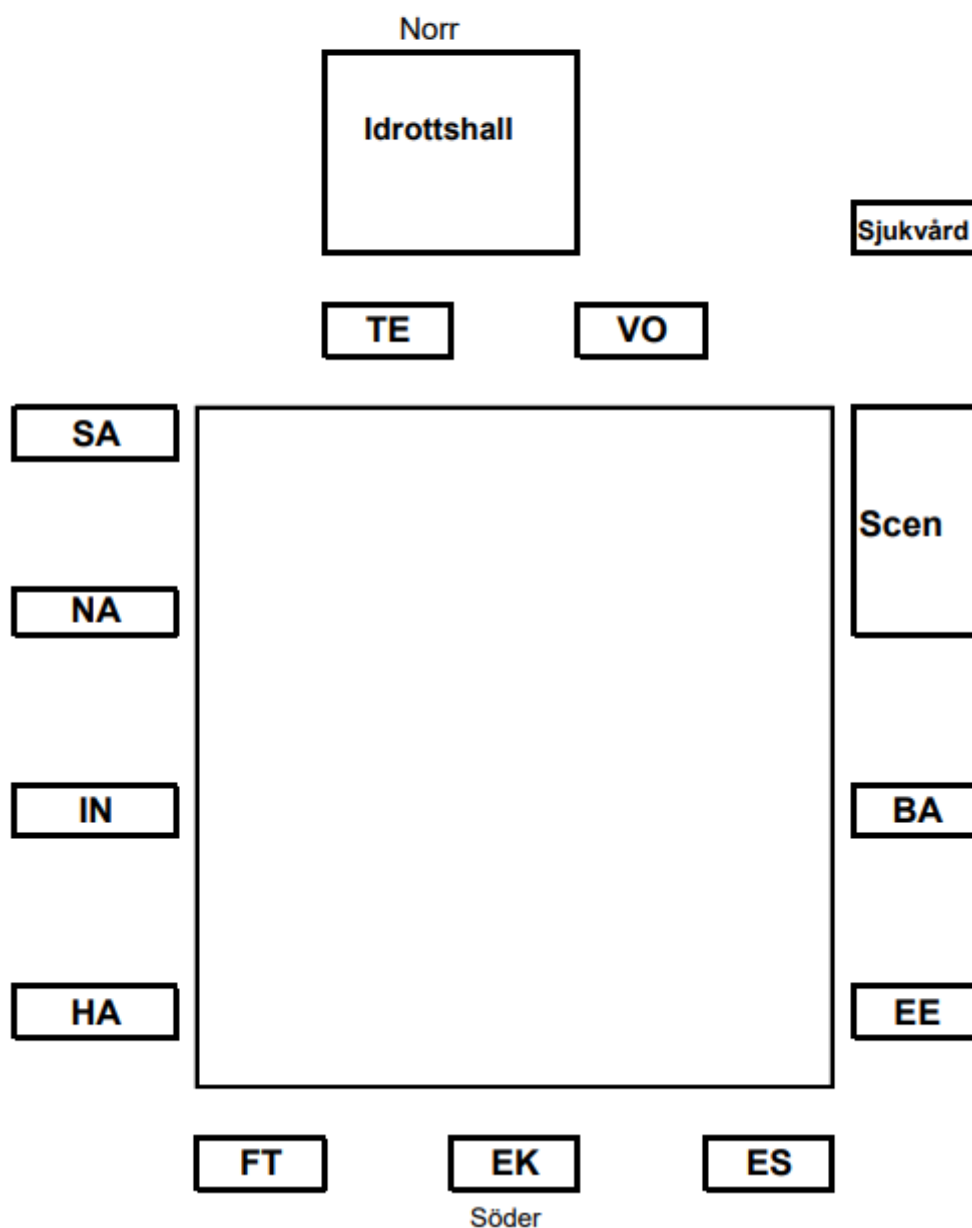 Norr
Idrottshall
Sjukvård
TE
VO
SA
Scen
NA
IN
BA
HA
EE
FT
EK
ES
Söder